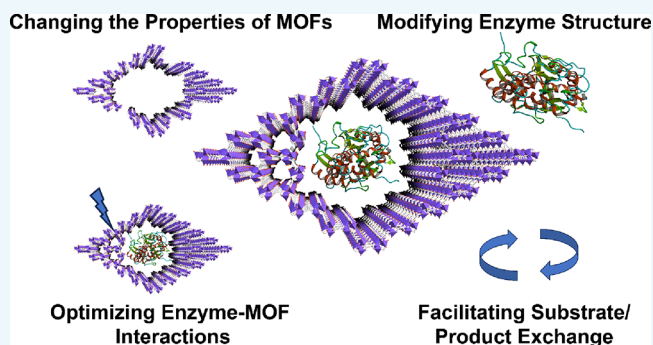 Changing the Properties of MOFs
Modifying Enzyme Structure
Optimizing Enzyme-MOF
Interactions
Facilitating Substrate/
Product Exchange